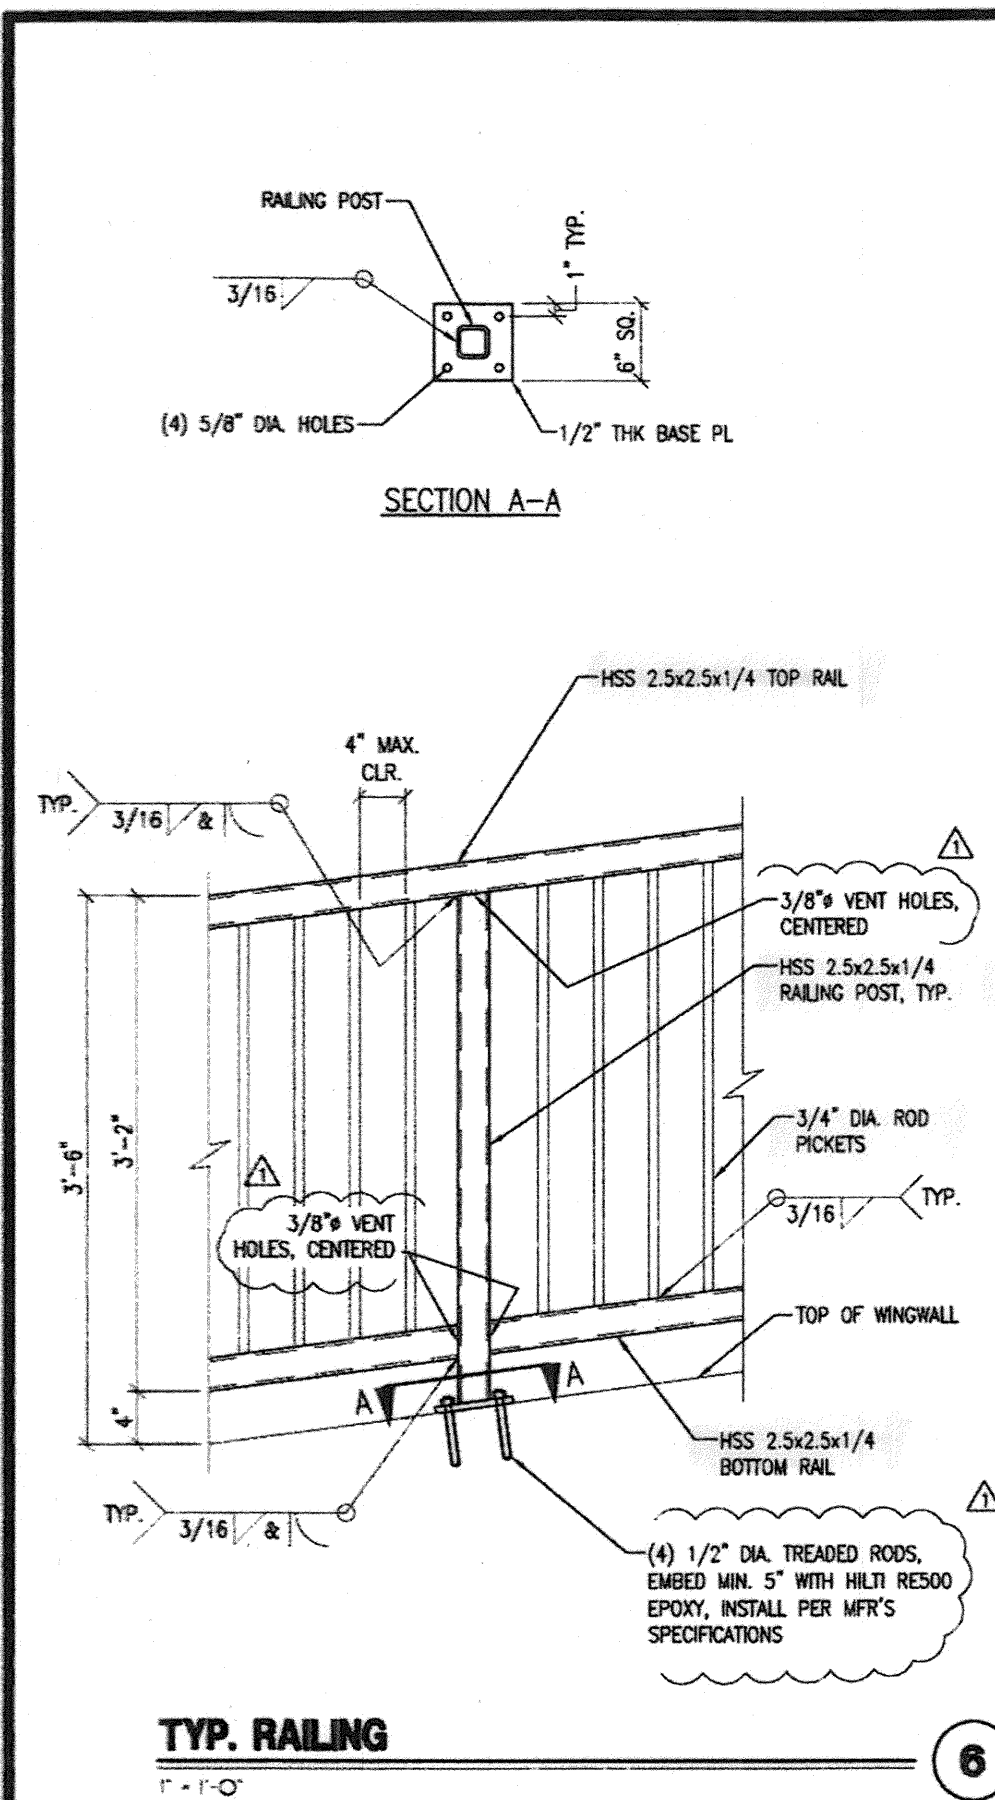 RAILING POST
1" TYP.
3/16
6" SQ.
(4) 5/8" DIA. HOLES
1/2" THK BASE PL
SECTION A-A
HSS 2.5x2.5x1/4 TOP RAIL
4" MAX.
CLR.
TYP.
3/16 &
1
3/8"ø VENT HOLES,
CENTERED
HSS 2.5x2.5x1/4
RAILING POST, TYP.
3'-6"
3'-2"
3/4" DIA. ROD
PICKETS
1
3/8"ø VENT
HOLES, CENTERED
3/16
TYP.
TOP OF WINGWALL
A
A
4"
HSS 2.5x2.5x1/4
BOTTOM RAIL
TYP.
3/16 &
1
(4) 1/2" DIA. TREADED RODS,
EMBED MIN. 5" WITH HILTI RE500
EPOXY, INSTALL PER MFR'S
SPECIFICATIONS
TYP. RAILING
6
1" = 1'-0"